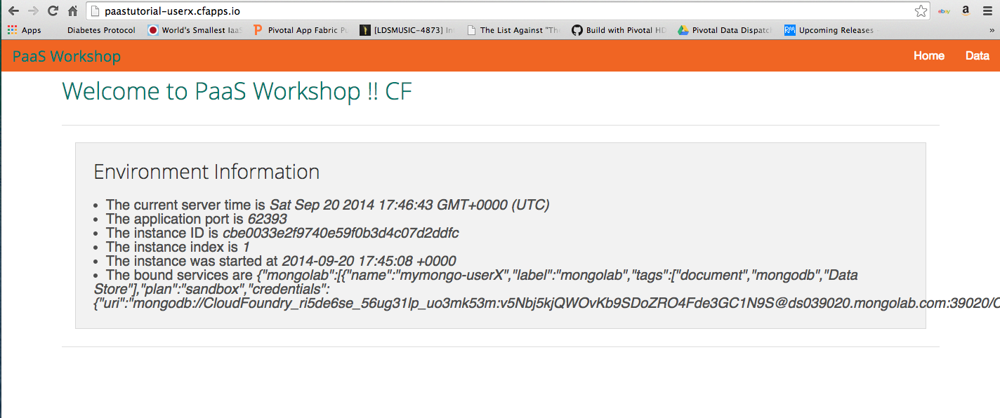 paastutorial-userx.cfapps.io
Apps Diabetes Protocol World's Smallest IaaS Pivotal App Fabric [LDSMUSIC-4873] The List Against "The Build with Pivotal HD Pivotal Data Dispatc Upcoming Releases »
PaaS Workshop Home Data
Welcome to PaaS Workshop !! CF
Environment Information
• The current server time is Sat Sep 20 2014 17:46:43 GMT+0000 (UTC)
• The application port is 62393
• The instance ID is cbe0033e2f9740e59f0b3d4c07d2ddfc
• The instance index is 1
• The instance was started at 2014-09-20 17:45:08 +0000
• The bound services are {"mongolab":[{"name":"mymongo-userX","label":"mongolab","tags":["document","mongodb","Data
Store"],"plan":"sandbox","credentials":
{"uri":"mongodb://CloudFoundry_ri5de6se_56ug31lp_uo3mk53m:v5Nbj5kjQWOvKb9SDoZRO4Fde3GC1N9S@ds039020.mongolab.com:39020/C